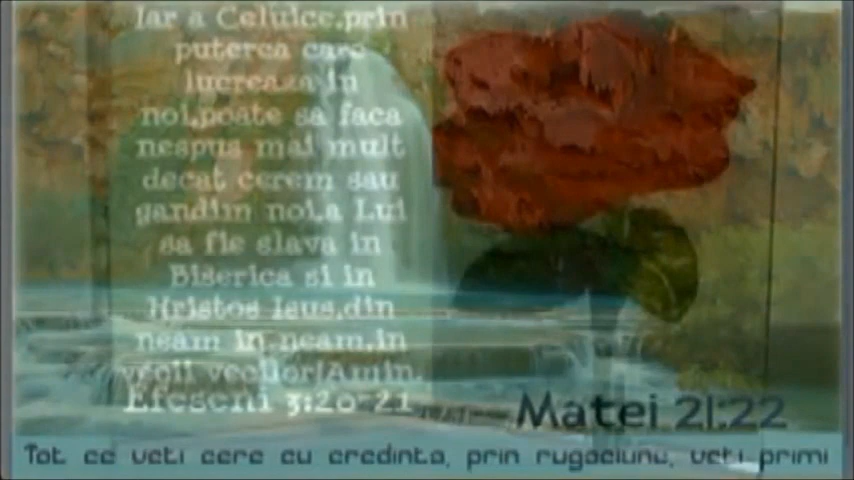 Iar a Celuice,prin
puterea care
lucreaza in
noi,poate sa faca
nespus mai mult
decat cerem sau
gandim noi,a Lui
sa fie slava in
Biserica si in
Hristos Isus,din
neam in neam,in
vecii vecilor!Amin.
Efeseni 3:20-21
Matei 21:22
Tot ce veti cere cu credinta, prin rugaciune, veti primi